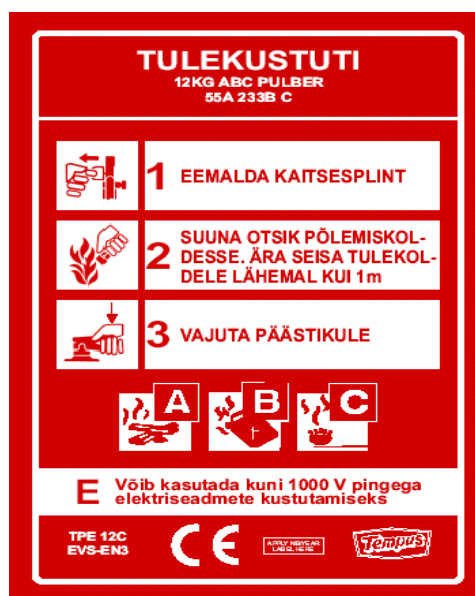 TULEKUSTUTI
12KG ABC PULBER
55A 233B C
1 EEMALDA KAITSESPLINT
2 SUUNA OTSIK PÕLEMISKOL-
DESSE. ÄRA SEISA TULEKOL-
DELE LÄHEMAL KUI 1m
3 VAJUTA PÄÄSTIKULE
A B C
E Võib kasutada kuni 1000 V pingega
elektriseadmete kustutamiseks
TPE 12C
EVS-EN3
CE
APPLY NEWYEAR
LABEL HERE
Tempus